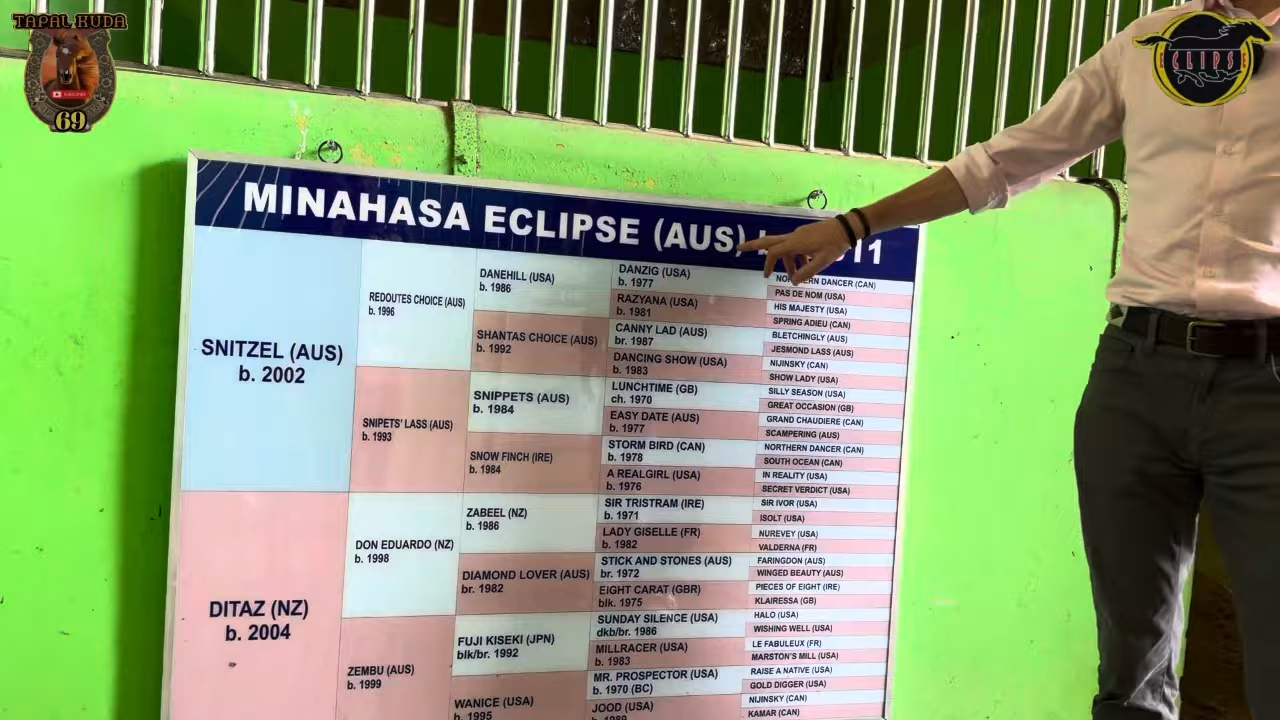 TAPAL KUDA
SUBSCRIBE
69
ECLIPSE
MINAHASA ECLIPSE (AUS) 11
SNITZEL (AUS)
b. 2002
DITAZ (NZ)
b. 2004
REDOUTES CHOICE (AUS)
b. 1996
SNIPETS' LASS (AUS)
b. 1993
DON EDUARDO (NZ)
b. 1998
ZEMBU (AUS)
b. 1999
DANEHILL (USA)
b. 1986
SHANTAS CHOICE (AUS)
b. 1992
SNIPPETS (AUS)
b. 1984
SNOW FINCH (IRE)
b. 1984
ZABEEL (NZ)
b. 1986
DIAMOND LOVER (AUS)
br. 1982
FUJI KISEKI (JPN)
blk/br. 1992
WANICE (USA)
b. 1995
DANZIG (USA)
b. 1977
RAZYANA (USA)
b. 1981
CANNY LAD (AUS)
br. 1987
DANCING SHOW (USA)
b. 1983
LUNCHTIME (GB)
ch. 1970
EASY DATE (AUS)
b. 1977
STORM BIRD (CAN)
b. 1978
A REALGIRL (USA)
b. 1976
SIR TRISTRAM (IRE)
b. 1971
LADY GISELLE (FR)
b. 1982
STICK AND STONES (AUS)
br. 1972
EIGHT CARAT (GBR)
blk. 1975
SUNDAY SILENCE (USA)
dkb/br. 1986
MILLRACER (USA)
b. 1983
MR. PROSPECTOR (USA)
b. 1970 (BC)
JOOD (USA)
b. 1989
NORTHERN DANCER (CAN)
PAS DE NOM (USA)
HIS MAJESTY (USA)
SPRING ADIEU (CAN)
BLETCHINGLY (AUS)
JESMOND LASS (AUS)
NIJINSKY (CAN)
SHOW LADY (USA)
SILLY SEASON (USA)
GREAT OCCASION (GB)
GRAND CHAUDIERE (CAN)
SCAMPERING (AUS)
NORTHERN DANCER (CAN)
SOUTH OCEAN (CAN)
IN REALITY (USA)
SECRET VERDICT (USA)
SIR IVOR (USA)
ISOLT (USA)
NUREVEY (USA)
VALDERNA (FR)
FARINGDON (AUS)
WINGED BEAUTY (AUS)
PIECES OF EIGHT (IRE)
KLAIRESSA (GB)
HALO (USA)
WISHING WELL (USA)
LE FABULEUX (FR)
MARSTON'S MILL (USA)
RAISE A NATIVE (USA)
GOLD DIGGER (USA)
NIJINSKY (CAN)
KAMAR (CAN)